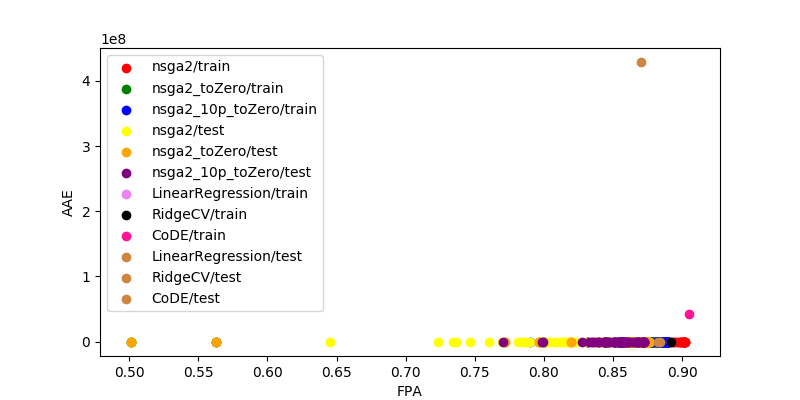 1e8
4
3
2
1
0
AAE
nsga2/train
nsga2_toZero/train
nsga2_10p_toZero/train
nsga2/test
nsga2_toZero/test
nsga2_10p_toZero/test
LinearRegression/train
RidgeCV/train
CoDE/train
LinearRegression/test
RidgeCV/test
CoDE/test
0.50 0.55 0.60 0.65 0.70 0.75 0.80 0.85 0.90
FPA